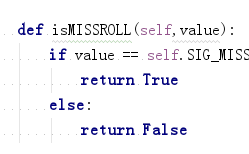 def isMISSROLL(self,value):
if value == self.SIG_MISS
return True
else:
return False